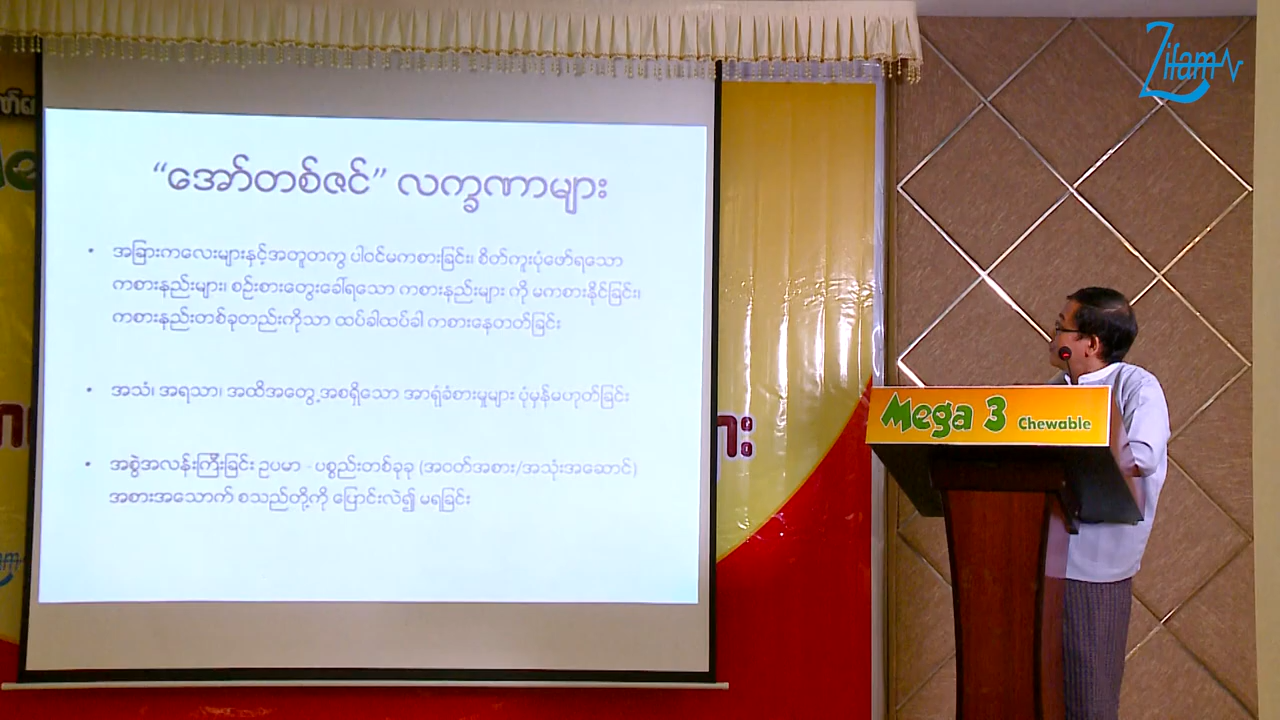 Zifam
“အော်တစ်ဇင်” လက္ခဏာများ
• အခြားကလေးများနှင့်အတူတကွ ပါဝင်မကစားခြင်း၊ စိတ်ကူးပုံဖော်ရသော
ကစားနည်းများ၊ စဉ်းစားတွေးခေါ်ရသော ကစားနည်းများ ကို မကစားနိုင်ခြင်း၊
ကစားနည်းတစ်ခုတည်းကိုသာ ထပ်ခါထပ်ခါ ကစားနေတတ်ခြင်း
• အသံ၊ အရသာ၊ အထိအတွေ့ အစရှိသော အာရုံခံစားမှုများ ပုံမှန်မဟုတ်ခြင်း
• အစွဲအလန်းကြီးခြင်း ဥပမာ - ပစ္စည်းတစ်ခုခု (အဝတ်အစား/အသုံးအဆောင်)
အစားအသောက် စသည်တို့ကို ပြောင်းလဲ၍ မရခြင်း
Mega 3 Chewable